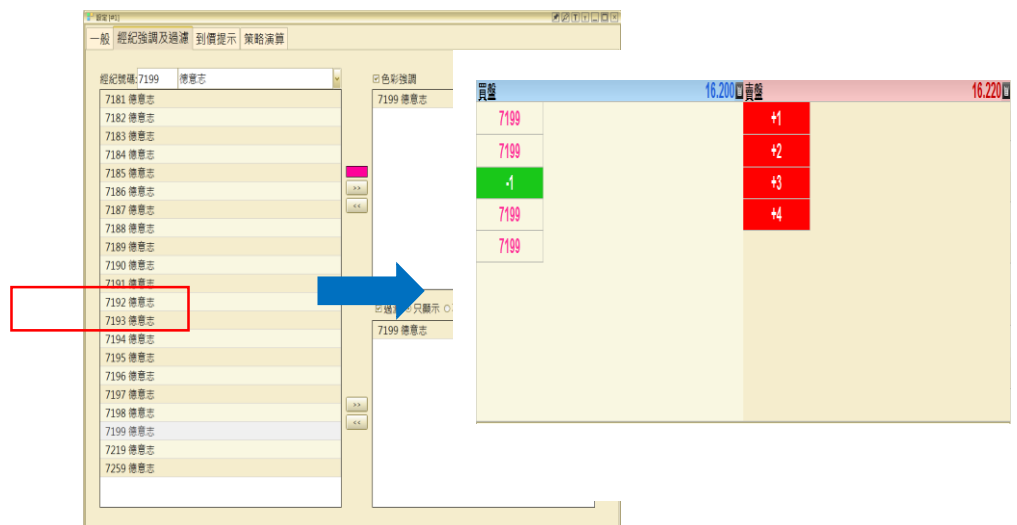 設定 [#1]
一般 經紀強調及過濾 到價提示 策略演算
經紀號碼: 7199 德意志
7181 德意志
7182 德意志
7183 德意志
7184 德意志
7185 德意志
7186 德意志
7187 德意志
7188 德意志
7189 德意志
7190 德意志
7191 德意志
7192 德意志
7193 德意志
7194 德意志
7195 德意志
7196 德意志
7197 德意志
7198 德意志
7199 德意志
7219 德意志
7259 德意志
>>
<<
>>
<<
色彩強調
7199 德意志
只顯示
7199 德意志
買盤 16.200 賣盤 16.220
7199 +1
7199 +2
-1 +3
7199 +4
7199